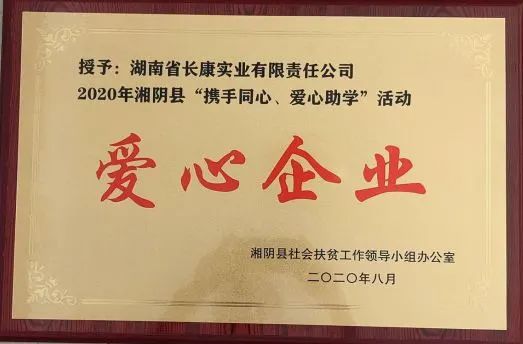 授予：湖南省长康实业有限责任公司
2020年湘阴县“携手同心、爱心助学”活动
爱心企业
湘阴县社会扶贫工作领导小组办公室
二〇二〇年八月